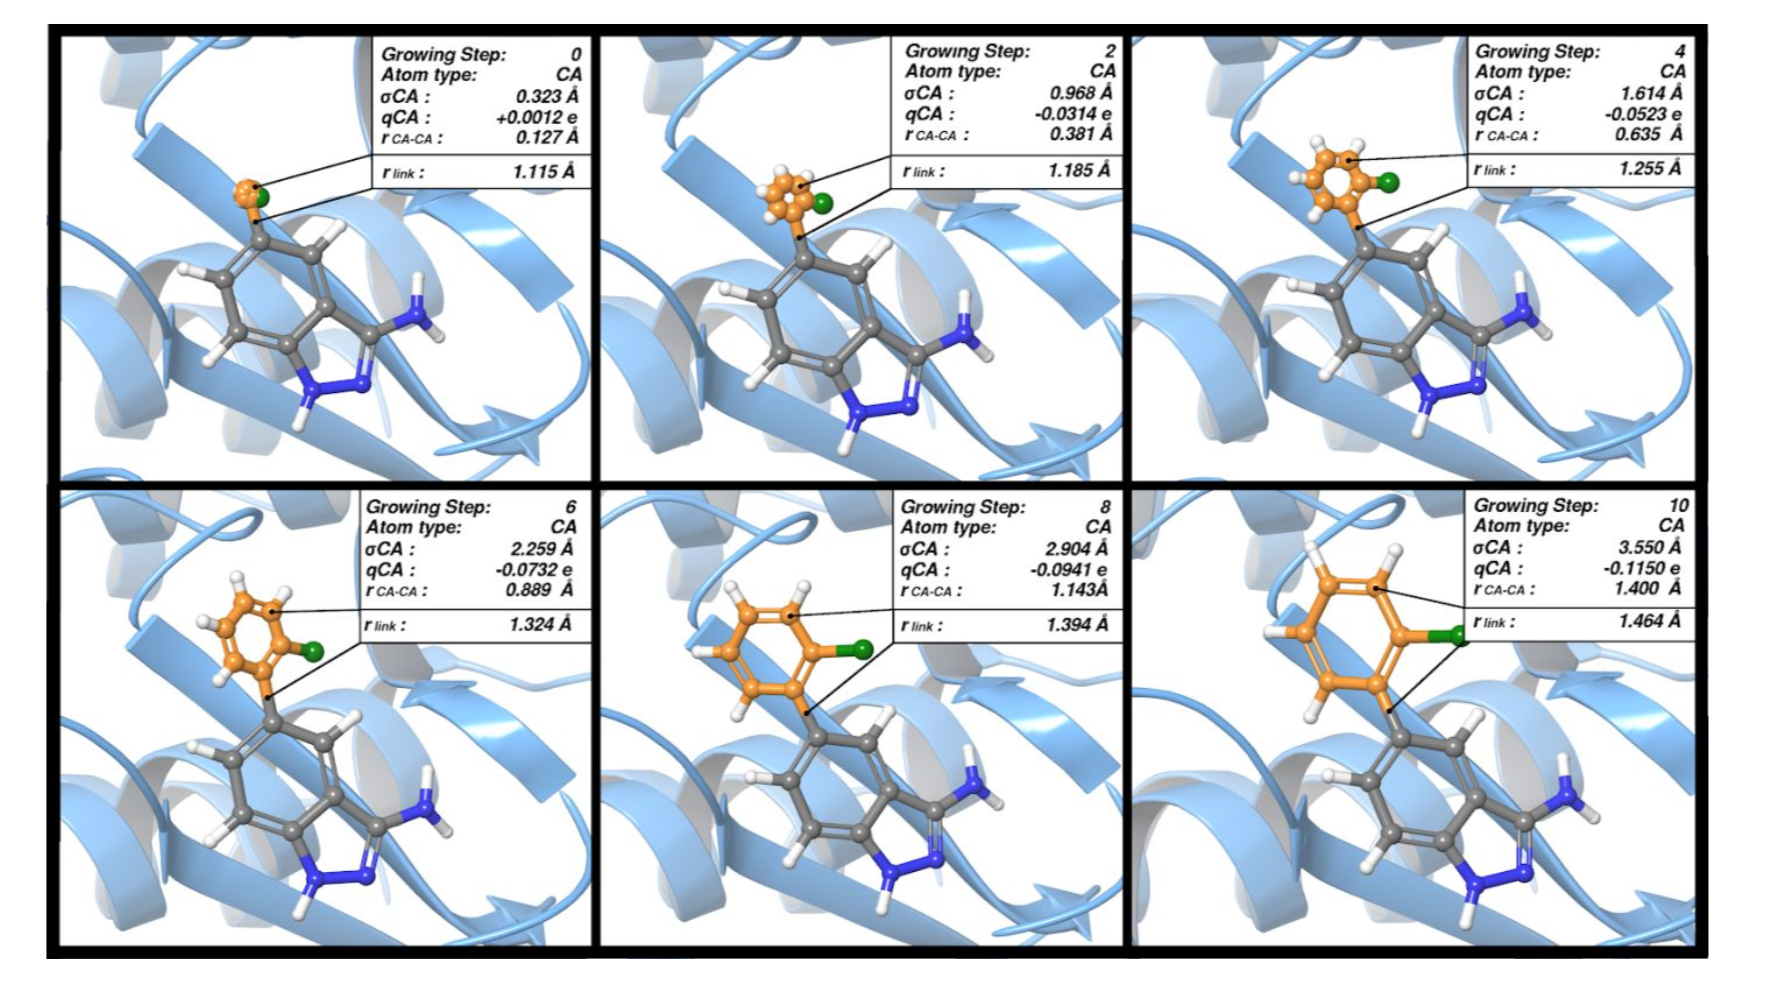 Growing Step: 0
Atom type: CA
σCA : 0.323 Å
qCA : +0.0012 e
r CA-CA : 0.127 Å
r link : 1.115 Å
Growing Step: 2
Atom type: CA
σCA : 0.968 Å
qCA : -0.0314 e
r CA-CA : 0.381 Å
r link : 1.185 Å
Growing Step: 4
Atom type: CA
σCA : 1.614 Å
qCA : -0.0523 e
r CA-CA : 0.635 Å
r link : 1.255 Å
Growing Step: 6
Atom type: CA
σCA : 2.259 Å
qCA : -0.0732 e
r CA-CA : 0.889 Å
r link : 1.324 Å
Growing Step: 8
Atom type: CA
σCA : 2.904 Å
qCA : -0.0941 e
r CA-CA : 1.143Å
r link : 1.394 Å
Growing Step: 10
Atom type: CA
σCA : 3.550 Å
qCA : -0.1150 e
r CA-CA : 1.400 Å
r link : 1.464 Å